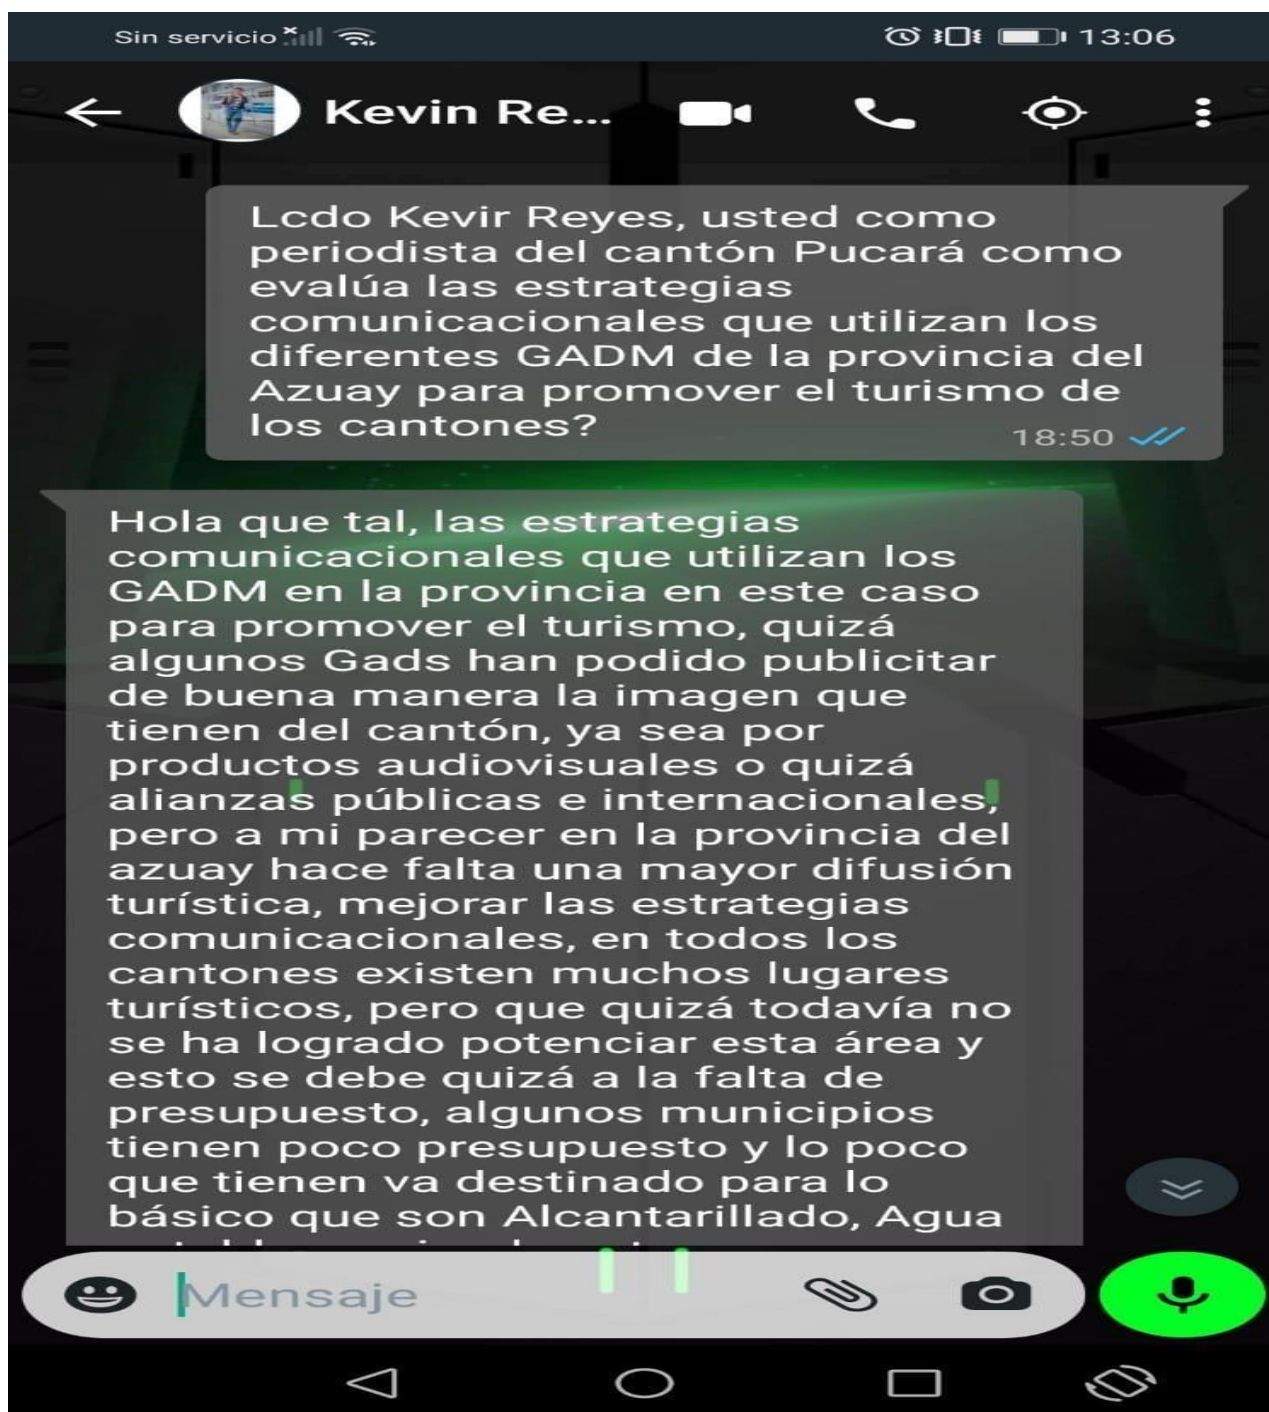 Sin servicio
13:06
Kevin Re...
Lcdo Kevir Reyes, usted como
periodista del cantón Pucará como
evalúa las estrategias
comunicacionales que utilizan los
diferentes GADM de la provincia del
Azuay para promover el turismo de
los cantones?
18:50
Hola que tal, las estrategias
comunicacionales que utilizan los
GADM en la provincia en este caso
para promover el turismo, quizá
algunos Gads han podido publicitar
de buena manera la imagen que
tienen del cantón, ya sea por
productos audiovisuales o quizá
alianzas públicas e internacionales,
pero a mi parecer en la provincia del
azuay hace falta una mayor difusión
turística, mejorar las estrategias
comunicacionales, en todos los
cantones existen muchos lugares
turísticos, pero que quizá todavía no
se ha logrado potenciar esta área y
esto se debe quizá a la falta de
presupuesto, algunos municipios
tienen poco presupuesto y lo poco
que tienen va destinado para lo
básico que son Alcantarillado, Agua
Mensaje